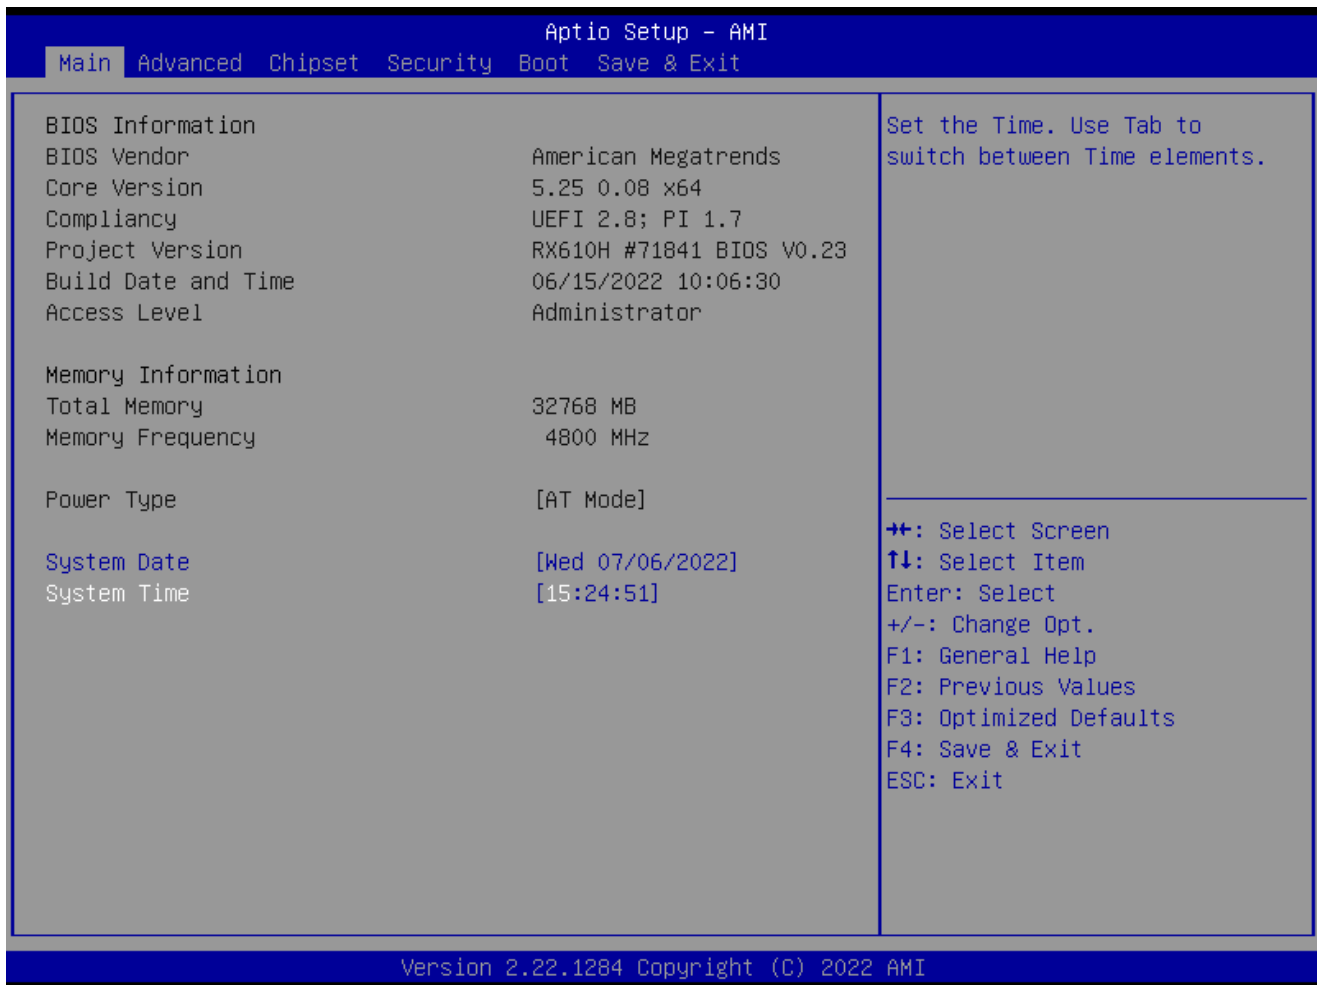 Aptio Setup – AMI
Main Advanced Chipset Security Boot Save & Exit
BIOS Information
BIOS Vendor American Megatrends
Core Version 5.25 0.08 x64
Compliancy UEFI 2.8; PI 1.7
Project Version RX610H #71841 BIOS V0.23
Build Date and Time 06/15/2022 10:06:30
Access Level Administrator
Memory Information
Total Memory 32768 MB
Memory Frequency 4800 MHz
Power Type [AT Mode]
System Date [Wed 07/06/2022]
System Time [15:24:51]
Set the Time. Use Tab to
switch between Time elements.
→←: Select Screen
↑↓: Select Item
Enter: Select
+/-: Change Opt.
F1: General Help
F2: Previous Values
F3: Optimized Defaults
F4: Save & Exit
ESC: Exit
Version 2.22.1284 Copyright (C) 2022 AMI